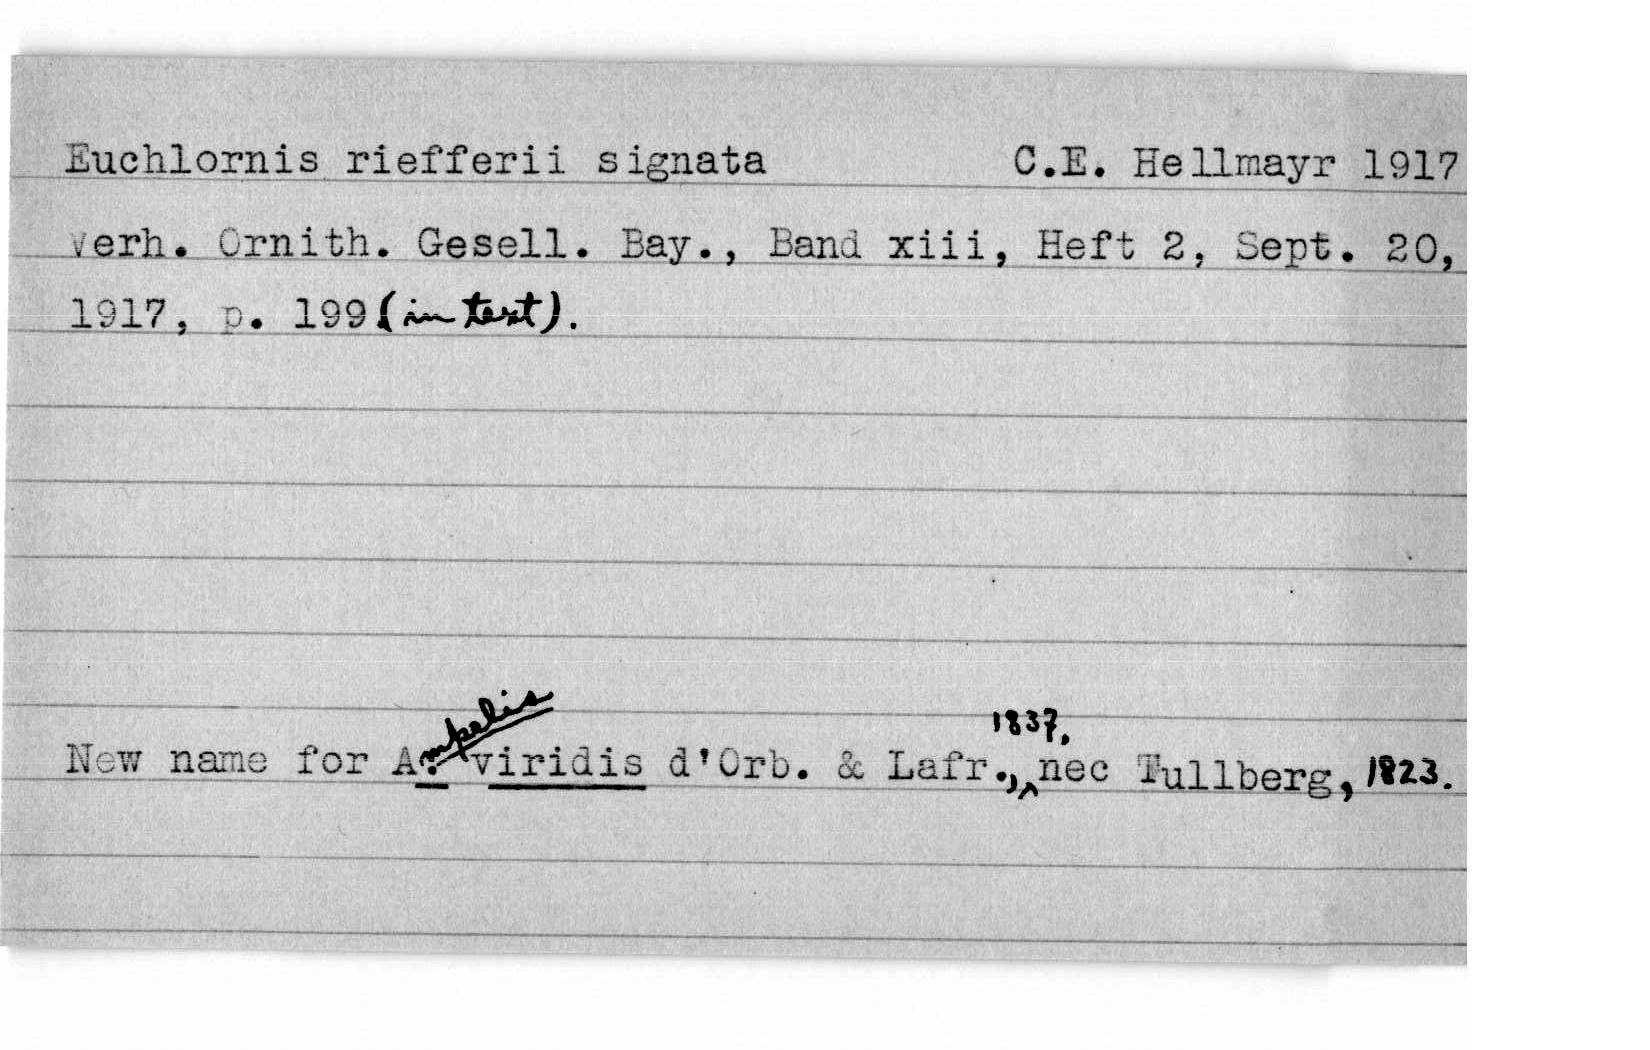 Euchlornis riefferii signata C.E. Hellmayr 1917
Verh. Ornith. Gesell. Bay., Band xiii, Heft 2, Sept. 20,
1917, p. 199 (in text).
New name for Ampelis viridis d'Orb. & Lafr., 1837, nec Tullberg, 1823.